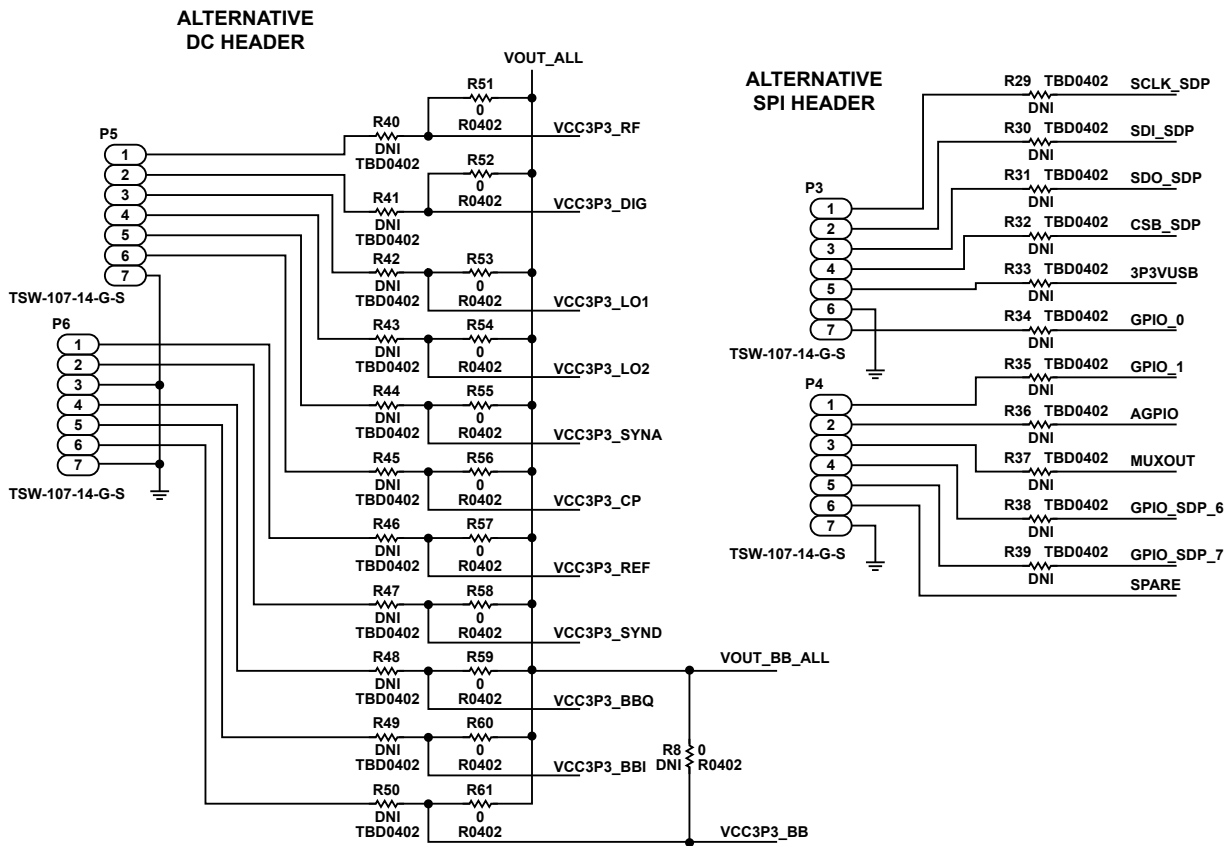 ALTERNATIVE
DC HEADER
VOUT_ALL
R51
0
R0402
R40
DNI
TBD0402
VCC3P3_RF
P5
1
2
3
4
5
6
7
TSW-107-14-G-S
R52
0
R0402
R41
DNI
TBD0402
VCC3P3_DIG
R42
DNI
TBD0402
R53
0
R0402
VCC3P3_LO1
P6
1
2
3
4
5
6
7
TSW-107-14-G-S
R43
DNI
TBD0402
R54
0
R0402
VCC3P3_LO2
R44
DNI
TBD0402
R55
0
R0402
VCC3P3_SYNA
R45
DNI
TBD0402
R56
0
R0402
VCC3P3_CP
R46
DNI
TBD0402
R57
0
R0402
VCC3P3_REF
R47
DNI
TBD0402
R58
0
R0402
VCC3P3_SYND
R48
DNI
TBD0402
R59
0
R0402
VCC3P3_BBQ
VOUT_BB_ALL
R49
DNI
TBD0402
R60
0
R0402
VCC3P3_BBI
R8 0
DNI R0402
R50
DNI
TBD0402
R61
0
R0402
VCC3P3_BB
ALTERNATIVE
SPI HEADER
R29 TBD0402 SCLK_SDP
DNI
R30 TBD0402 SDI_SDP
DNI
R31 TBD0402 SDO_SDP
DNI
R32 TBD0402 CSB_SDP
DNI
R33 TBD0402 3P3VUSB
DNI
R34 TBD0402 GPIO_0
DNI
P3
1
2
3
4
5
6
7
TSW-107-14-G-S
R35 TBD0402 GPIO_1
DNI
R36 TBD0402 AGPIO
DNI
R37 TBD0402 MUXOUT
DNI
R38 TBD0402 GPIO_SDP_6
DNI
R39 TBD0402 GPIO_SDP_7
DNI
SPARE
P4
1
2
3
4
5
6
7
TSW-107-14-G-S